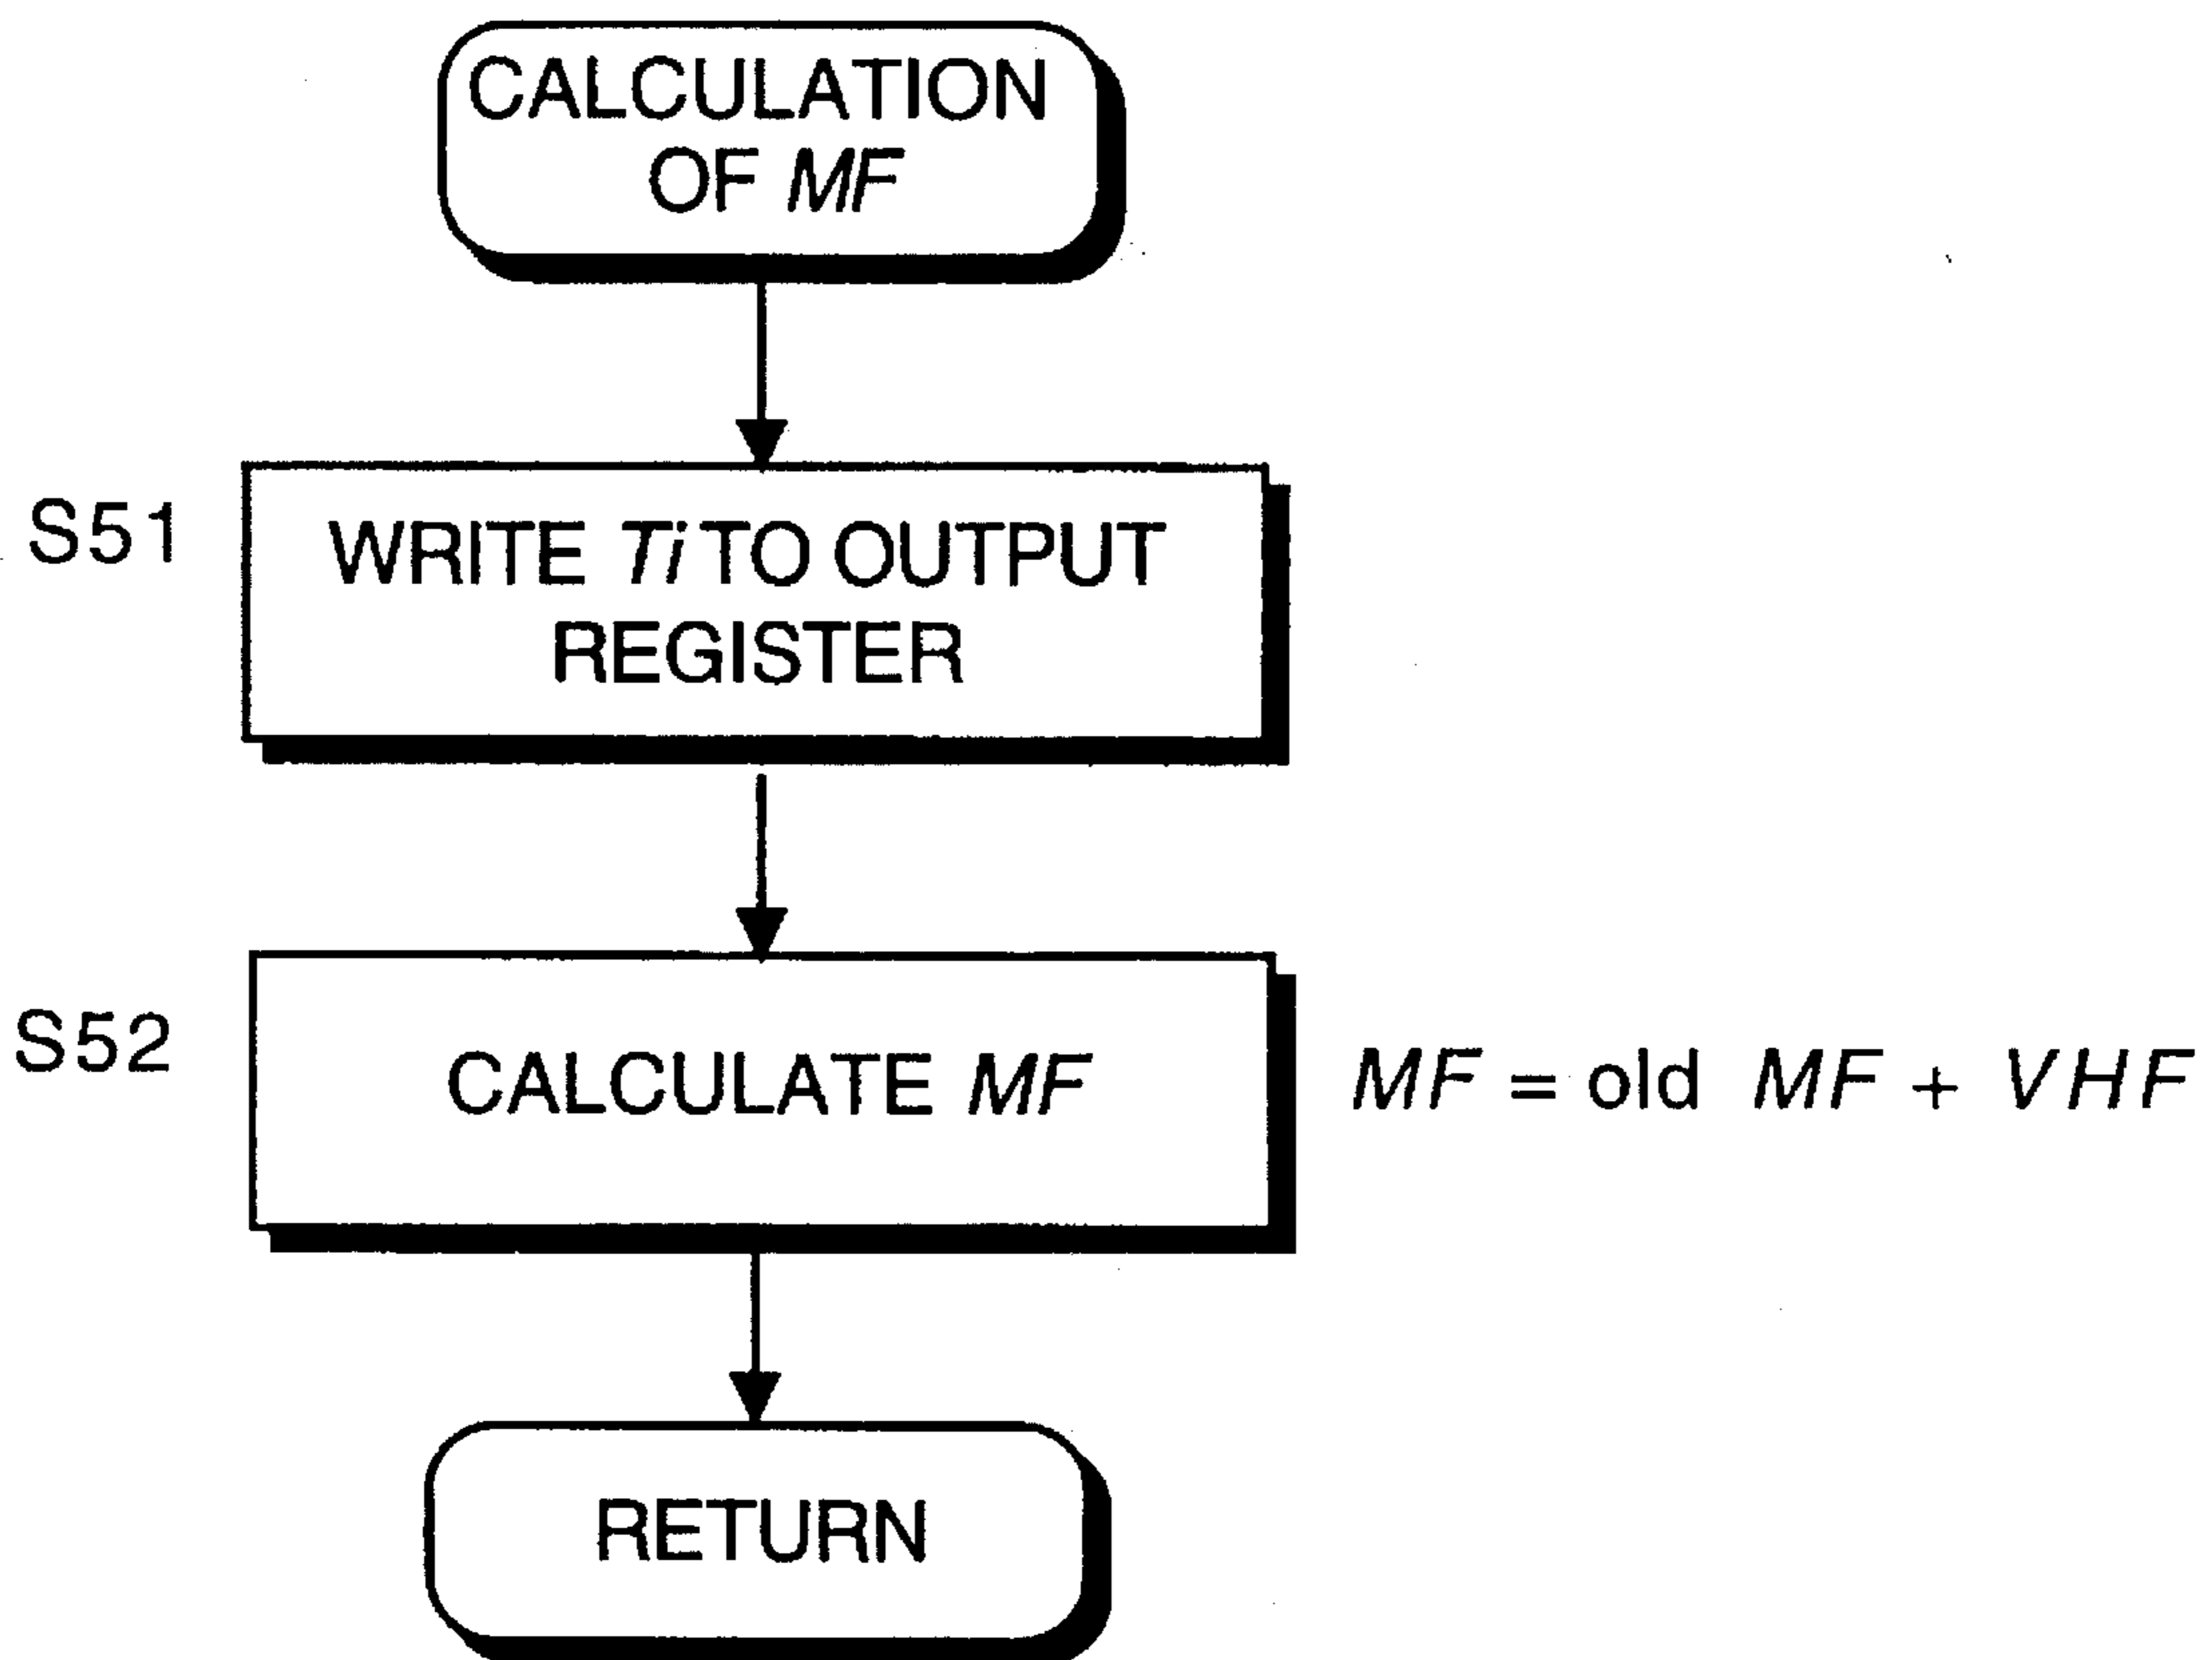 CALCULATION
OF MF
S51
WRITE Ti TO OUTPUT
REGISTER
S52
CALCULATE MF
MF = old MF + VHF
RETURN